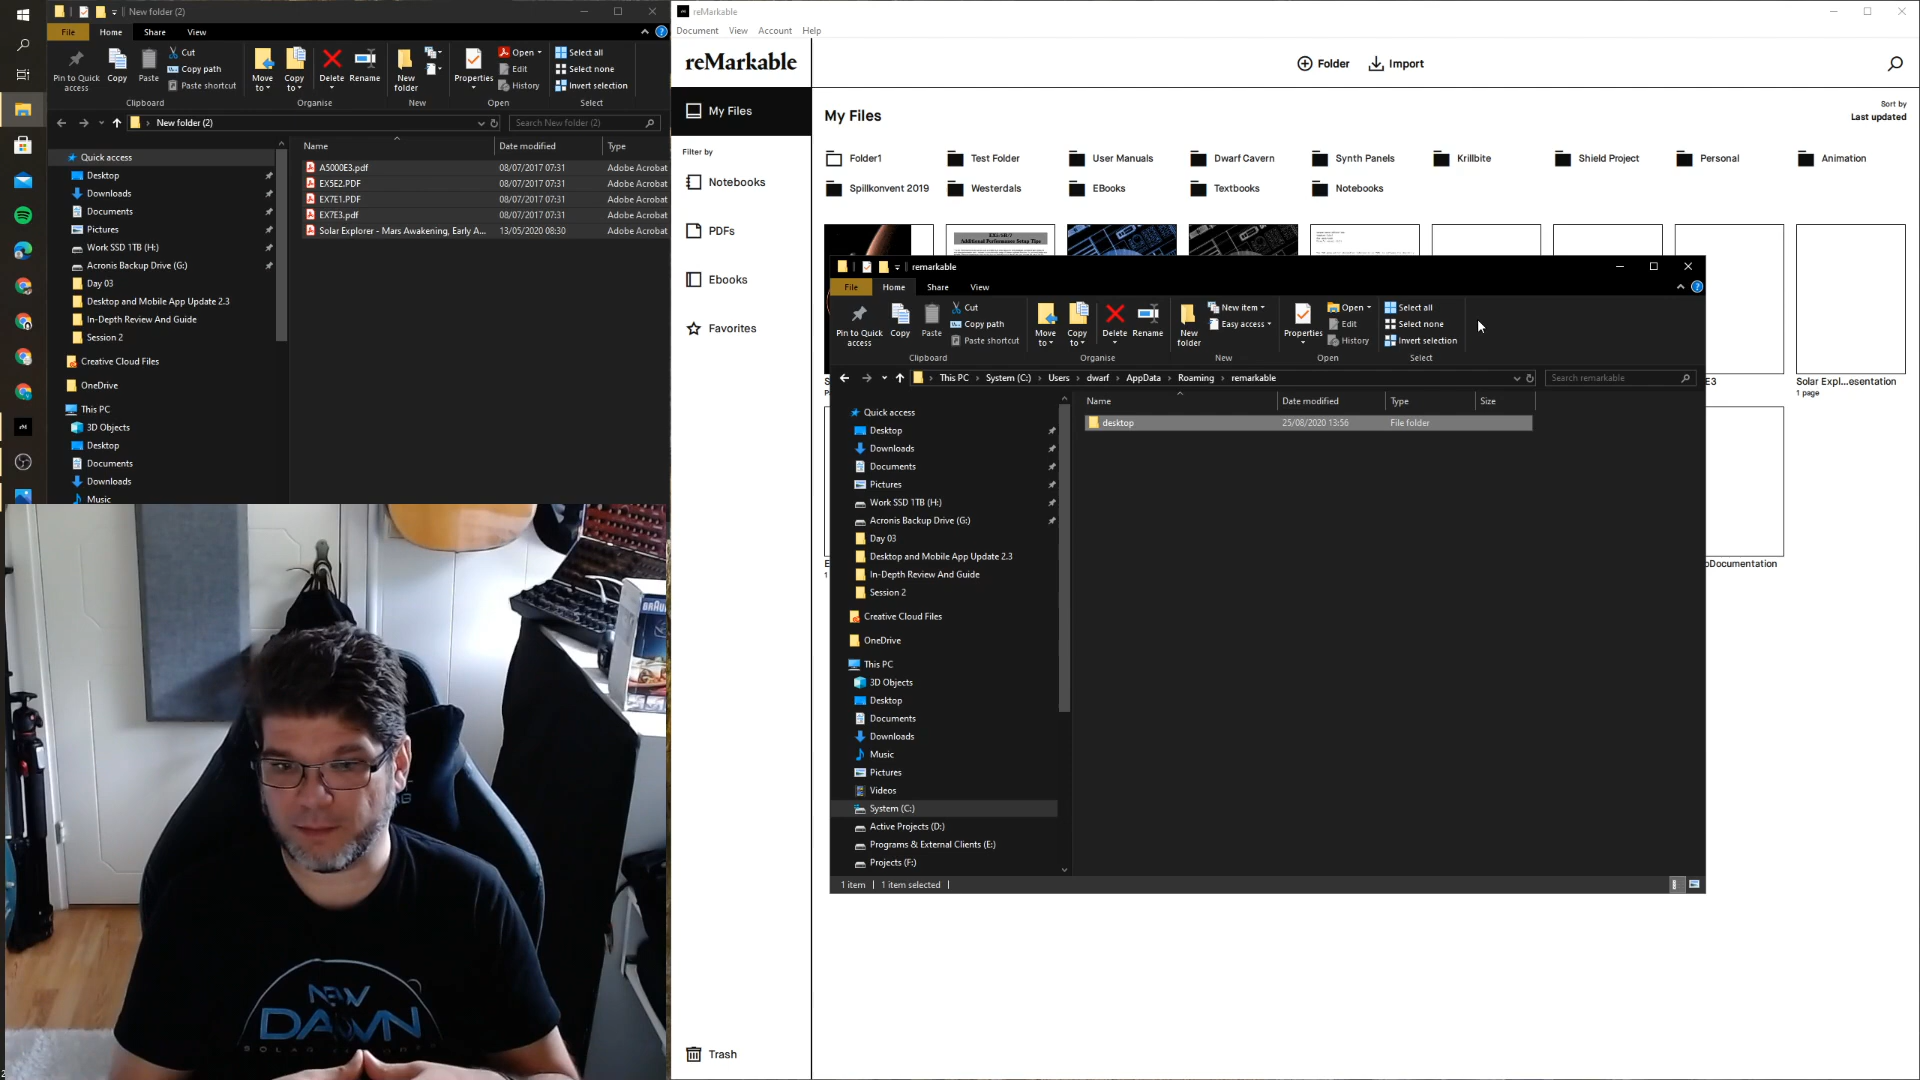 New folder (2)
File
Home
Share
View
Pin to Quick access
Copy
Paste
Cut
Copy path
Paste shortcut
Clipboard
Move to
Copy to
Delete
Rename
Organise
New folder
New
Properties
Open
Edit
History
Open
Select all
Select none
Invert selection
Select
New folder (2)
Search New folder (2)
Quick access
Desktop
Downloads
Documents
Pictures
Work SSD 1TB (H:)
Acronis Backup Drive (G:)
Day 03
Desktop and Mobile App Update 2.3
In-Depth Review And Guide
Session 2
Creative Cloud Files
OneDrive
This PC
3D Objects
Desktop
Documents
Downloads
Music
Name
Date modified
Type
A5000E3.pdf 08/07/2017 07:31 Adobe Acrobat
EX5E2.PDF 08/07/2017 07:31 Adobe Acrobat
EX7E1.PDF 08/07/2017 07:31 Adobe Acrobat
EX7E3.pdf 08/07/2017 07:31 Adobe Acrobat
Solar Explorer - Mars Awakening, Early A... 13/05/2020 08:30 Adobe Acrobat
reMarkable
Document View Account Help
reMarkable
Folder
Import
My Files
Filter by
Notebooks
PDFs
Ebooks
Favorites
Trash
My Files
Sort by
Last updated
Folder1
Test Folder
User Manuals
Dwarf Cavern
Synth Panels
Krillbite
Shield Project
Personal
Animation
Spillkonvent 2019
Westerdals
EBooks
Textbooks
Notebooks
Additional Performance Setup Tips
E3
Solar Expl...esentation
1 page
oDocumentation
remarkable
File
Home
Share
View
Pin to Quick access
Copy
Paste
Cut
Copy path
Paste shortcut
Clipboard
Move to
Copy to
Delete
Rename
Organise
New folder
New item
Easy access
New
Properties
Open
Edit
History
Open
Select all
Select none
Invert selection
Select
This PC
System (C:)
Users
dwarf
AppData
Roaming
remarkable
Search remarkable
Quick access
Desktop
Downloads
Documents
Pictures
Work SSD 1TB (H:)
Acronis Backup Drive (G:)
Day 03
Desktop and Mobile App Update 2.3
In-Depth Review And Guide
Session 2
Creative Cloud Files
OneDrive
This PC
3D Objects
Desktop
Documents
Downloads
Music
Pictures
Videos
System (C:)
Active Projects (D:)
Programs & External Clients (E:)
Projects (F:)
Name
Date modified
Type
Size
desktop 25/08/2020 13:56 File folder
1 item
1 item selected
BRAUN
NEW
DAWN